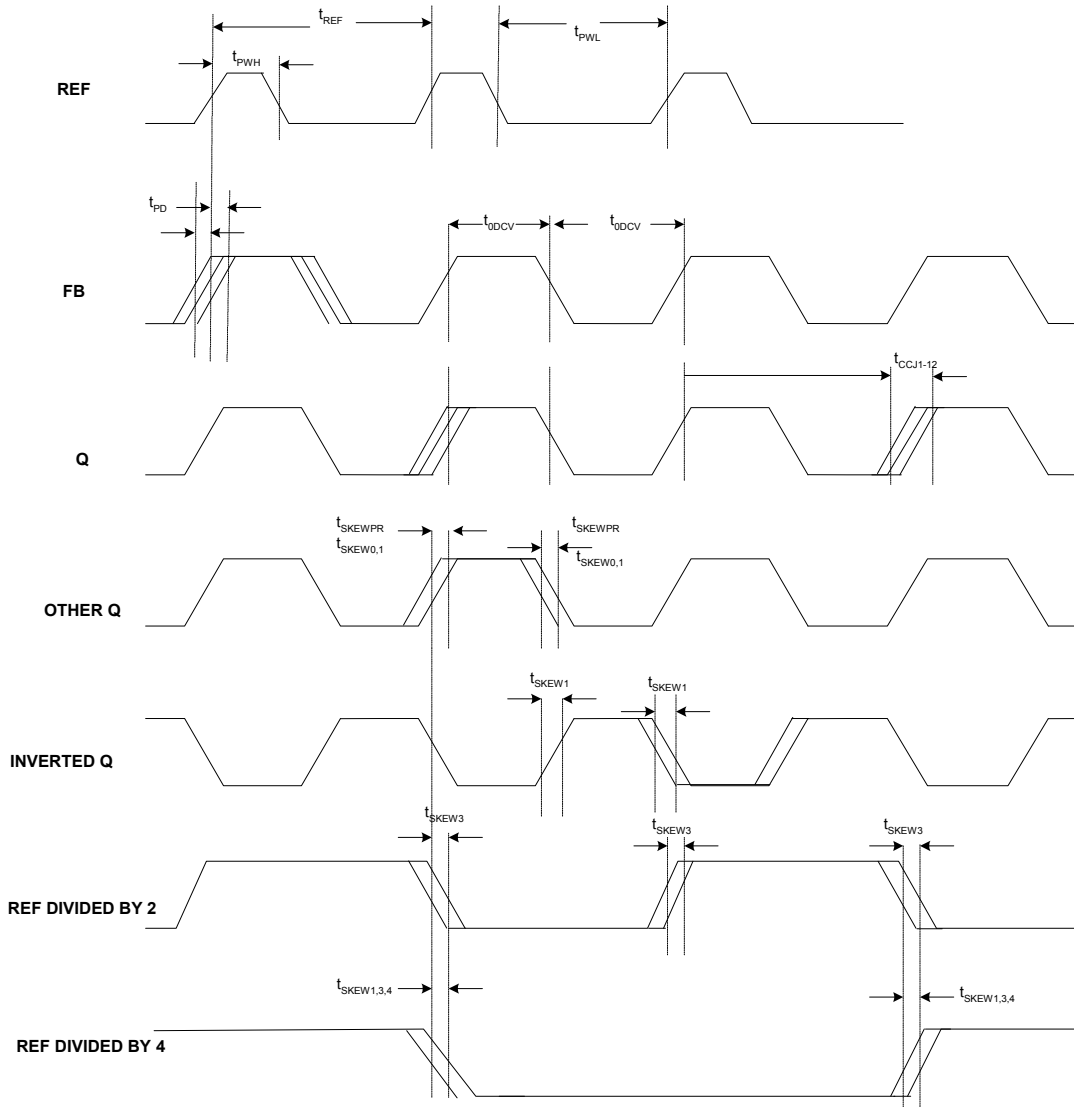 tREF
tPWL
tPWH
REF
tPD
t0DCV t0DCV
FB
tCCJ1-12
Q
tSKEWPR
tSKEW0,1
tSKEWPR
tSKEW0,1
OTHER Q
tSKEW1
tSKEW1
INVERTED Q
tSKEW3
tSKEW3
tSKEW3
REF DIVIDED BY 2
tSKEW1,3,4
tSKEW1,3,4
REF DIVIDED BY 4